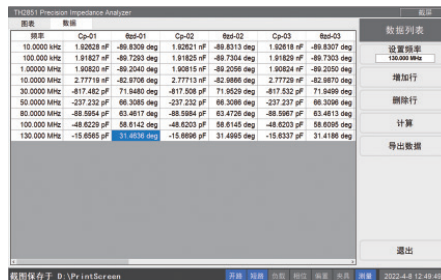 TH2851 Precision Impedance Analyzer 截屏
图表 数据
频率 Cp-01 θzd-01 Cp-02 θzd-02 Cp-03 θzd-03
10.0000 kHz 1.92628 nF -89.8309 deg 1.92621 nF -89.8313 deg 1.92618 nF -89.8307 deg
100.000 kHz 1.91827 nF -89.7293 deg 1.91825 nF -89.7304 deg 1.91829 nF -89.7303 deg
1.00000 MHz 1.90820 nF -89.2040 deg 1.90815 nF -89.2056 deg 1.90824 nF -89.2050 deg
10.0000 MHz 2.77719 nF -82.9706 deg 2.77713 nF -82.9866 deg 2.77729 nF -82.9870 deg
30.0000 MHz -817.482 pF 71.9480 deg -817.508 pF 71.9529 deg -817.532 pF 71.9499 deg
50.0000 MHz -237.232 pF 66.3085 deg -237.232 pF 66.3086 deg -237.237 pF 66.3096 deg
80.0000 MHz -88.5954 pF 63.4617 deg -88.5984 pF 63.4726 deg -88.5967 pF 63.4613 deg
100.000 MHz -48.6229 pF 58.6142 deg -48.6203 pF 58.6145 deg -48.6203 pF 58.6095 deg
130.000 MHz -15.6565 pF 31.4636 deg -15.6696 pF 31.4995 deg -15.6337 pF 31.4186 deg
数据列表
设置频率
130.000 MHz
增加行
删除行
计算
导出数据
退出
截图保存于 D:\PrintScreen 开路 短路 负载 相位 偏置 夹具 测量 2022-4-8 12:49:49